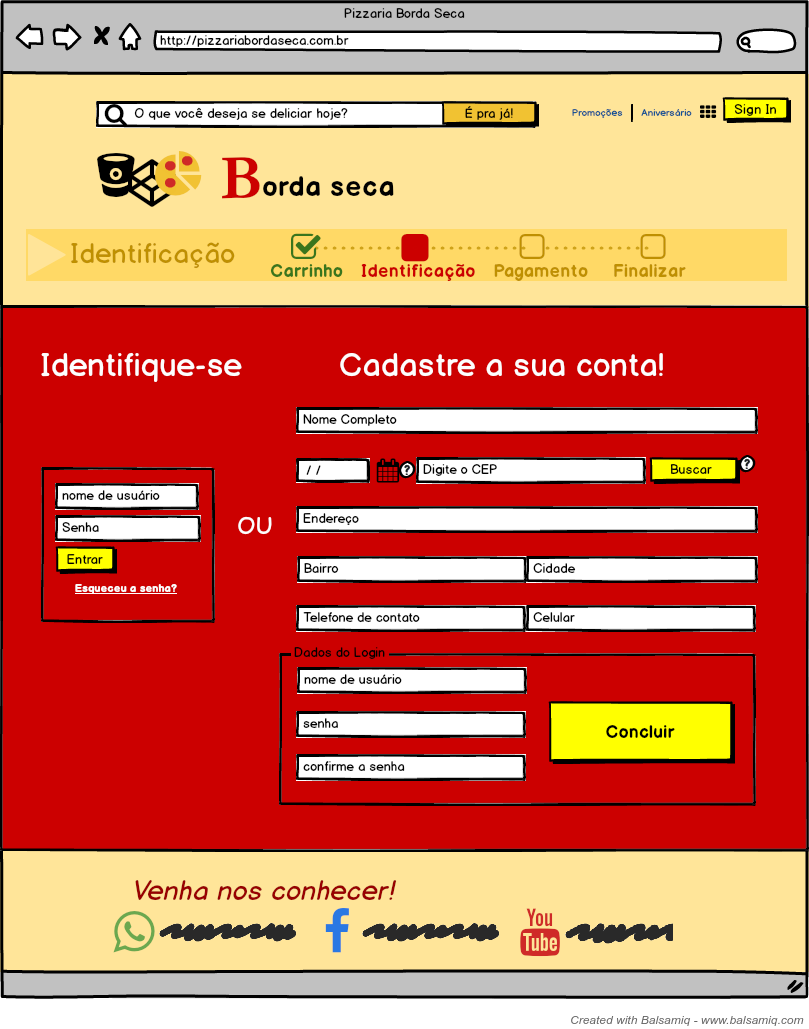 Pizzaria Borda Seca
http://pizzariabordaseca.com.br
O que você deseja se deliciar hoje? É pra já!
Promoções Aniversário Sign In
Borda seca
Identificação
Carrinho Identificação Pagamento Finalizar
Identifique-se
Cadastre a sua conta!
Nome Completo
/ / ? Digite o CEP Buscar ?
nome de usuário
Senha
Entrar
Esqueceu a senha?
OU
Endereço
Bairro Cidade
Telefone de contato Celular
Dados do Login
nome de usuário
senha
confirme a senha
Concluir
Venha nos conhecer!
You
Tube
Created with Balsamiq - www.balsamiq.com